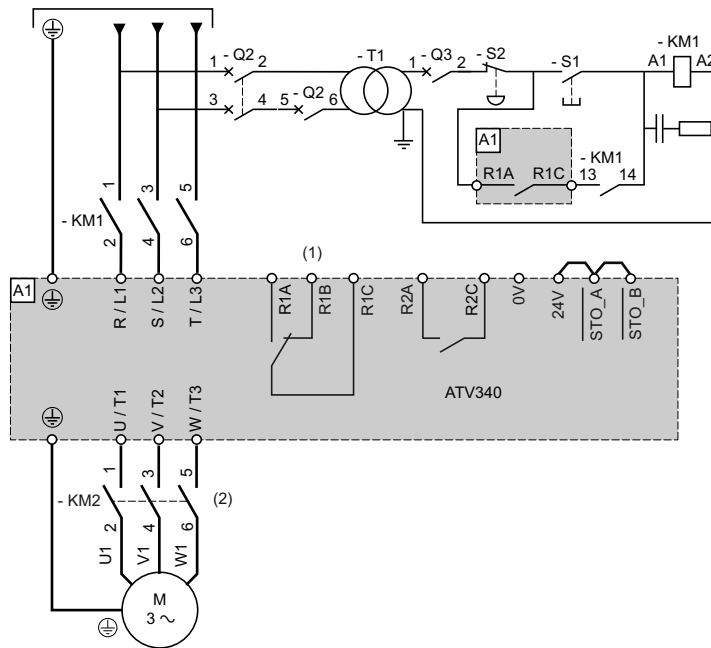 1 - Q2 2
- T1
1 - Q3 2
- S2
- S1
- KM1
A1 A2
3 4 5 - Q2 6
A1
R1A R1C
- KM1
13 14
1 3 5
- KM1
2 4 6
(1)
A1
R / L1
S / L2
T / L3
R1A
R1B
R1C
R2A
R2C
0V
24V
STO_A
STO_B
ATV340
U / T1
V / T2
W / T3
1 3 5
- KM2
(2)
2 4 6
U1
V1
W1
M
3 ~